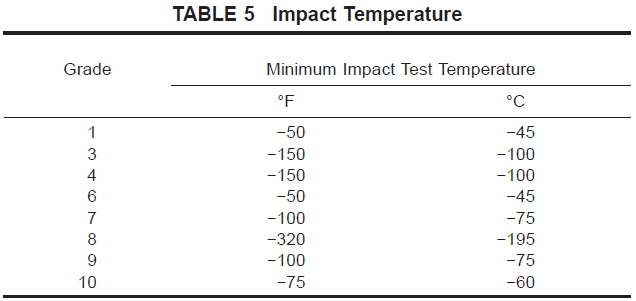 TABLE 5 Impact Temperature
Grade Minimum Impact Test Temperature
°F °C
1 −50 −45
3 −150 −100
4 −150 −100
6 −50 −45
7 −100 −75
8 −320 −195
9 −100 −75
10 −75 −60